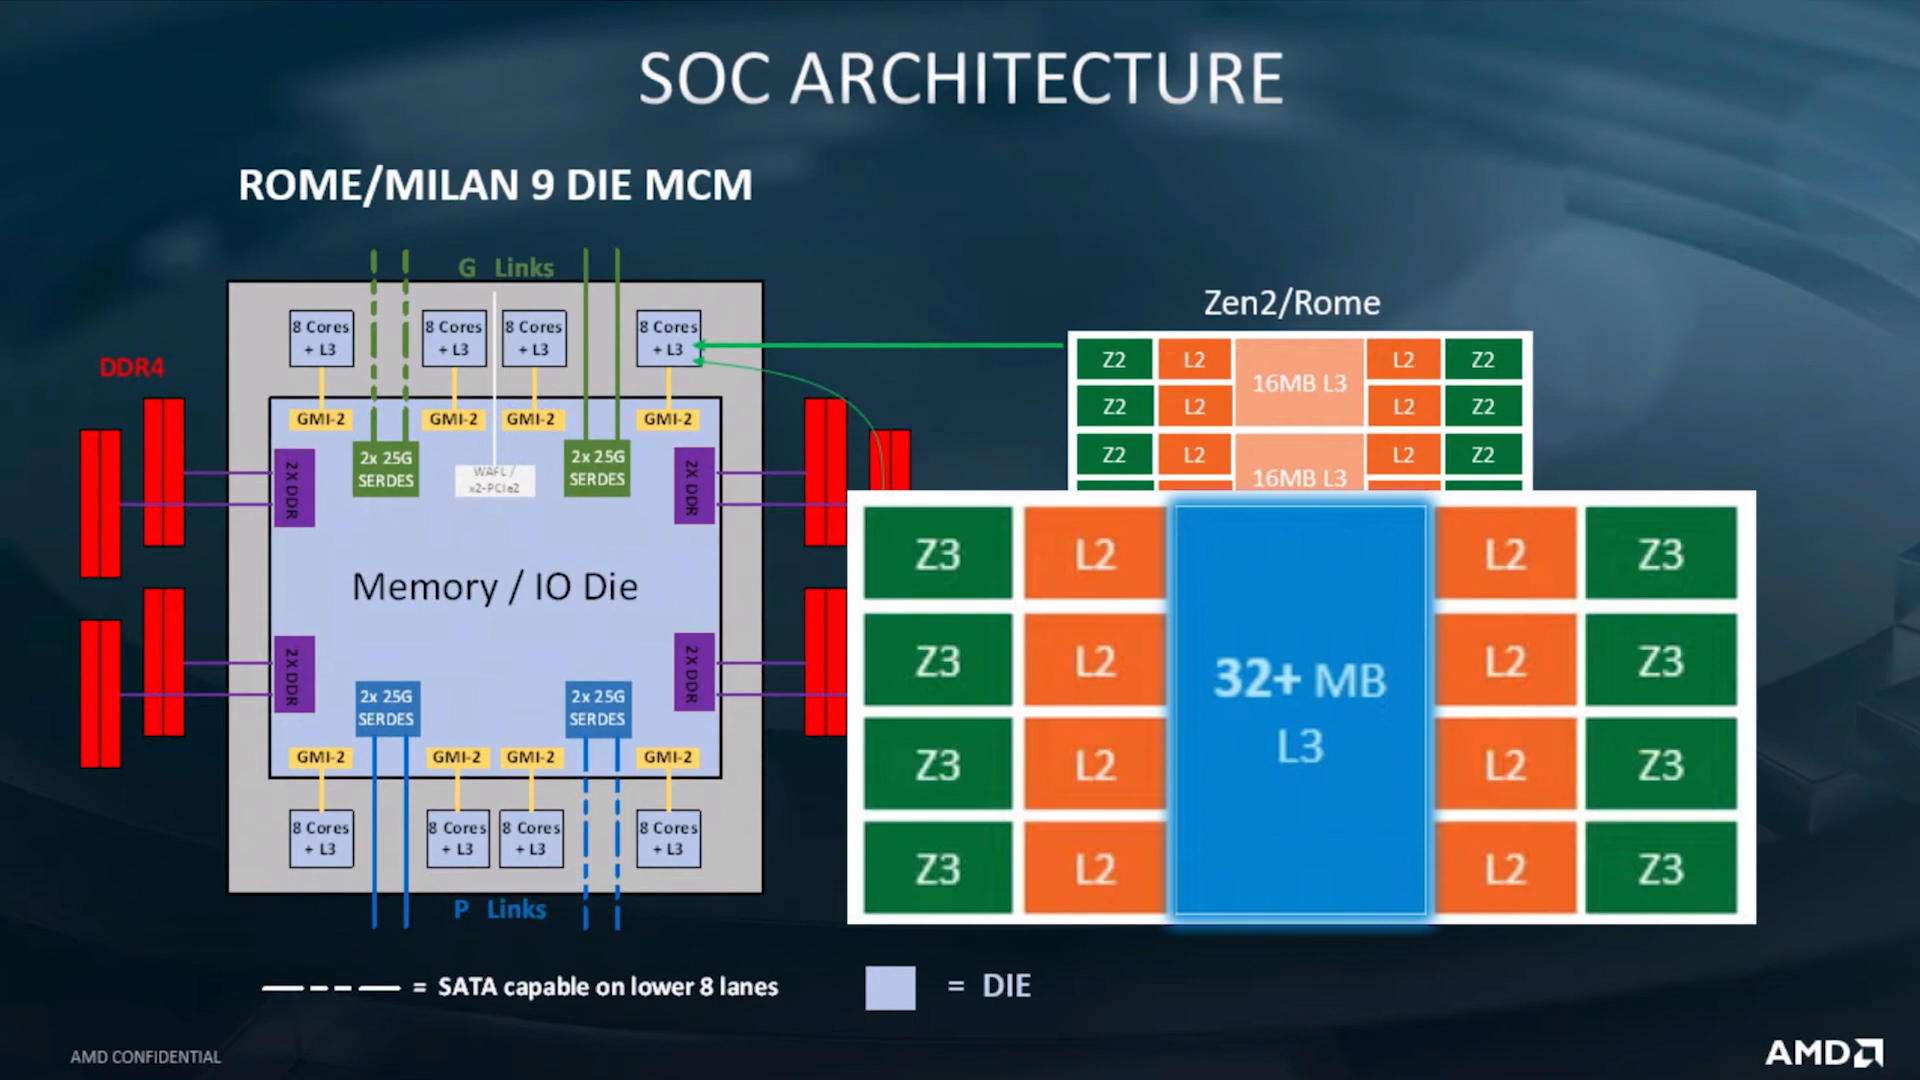 SOC ARCHITECTURE
ROME/MILAN 9 DIE MCM
G Links
8 Cores
+ L3
8 Cores
+ L3
8 Cores
+ L3
8 Cores
+ L3
DDR4
GMI-2
GMI-2
GMI-2
GMI-2
2X DDR
2x 25G
SERDES
WAFL /
x2-PCIe2
2x 25G
SERDES
2X DDR
Memory / IO Die
2X DDR
2x 25G
SERDES
2x 25G
SERDES
2X DDR
GMI-2
GMI-2
GMI-2
GMI-2
8 Cores
+ L3
8 Cores
+ L3
8 Cores
+ L3
8 Cores
+ L3
P Links
Zen2/Rome
Z2 L2 16MB L3 L2 Z2
Z2 L2 L2 Z2
Z2 L2 16MB L3 L2 Z2
Z3 L2 L2 Z3
Z3 L2 32+ MB L2 Z3
Z3 L2 L3 L2 Z3
Z3 L2 L2 Z3
= SATA capable on lower 8 lanes
= DIE
AMD CONFIDENTIAL
AMD